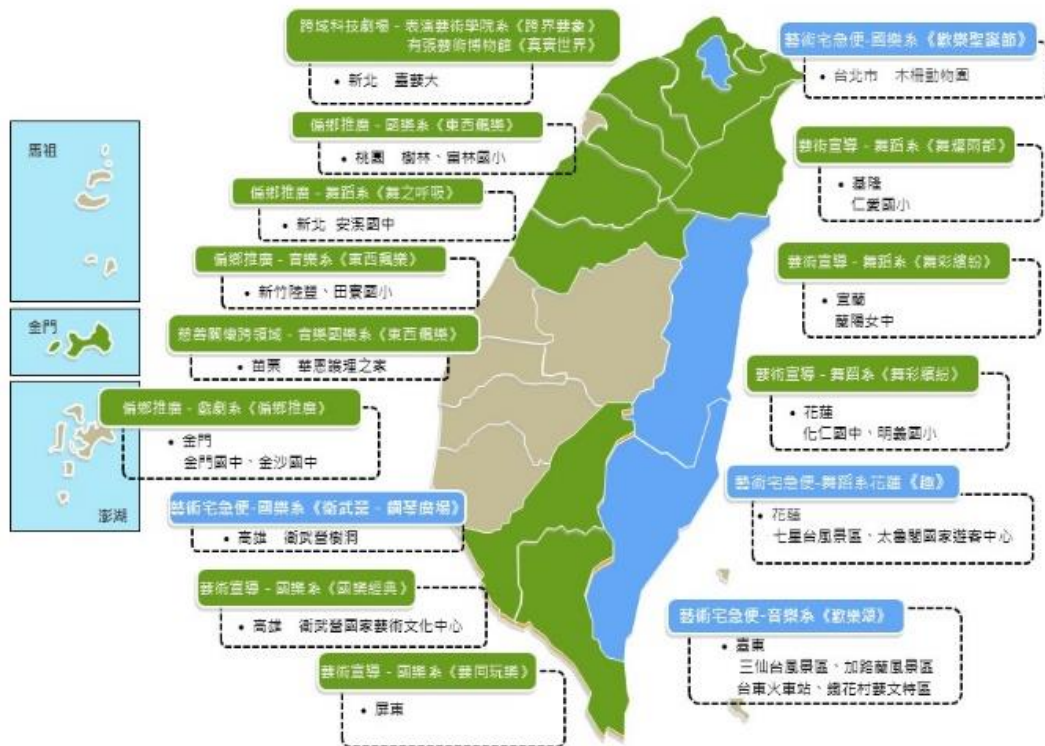 跨域科技劇場 - 表演藝術學院系《跨界藝象》
有張藝術博物館《真實世界》
• 新北 臺藝大
偏鄉推廣 - 國樂系《東西飆樂》
• 桃園 樹林、富林國小
偏鄉推廣 - 舞蹈系《舞之呼吸》
• 新北 安溪國中
偏鄉推廣 - 音樂系《東西飆樂》
• 新竹陸豐、田寮國小
慈善關懷跨領域 - 音樂國樂系《東西飆樂》
• 苗栗 華恩護理之家
偏鄉推廣 - 戲劇系《偏鄉推廣》
• 金門
金門國中、金沙國中
藝術宅急便-國樂系《衛武營 - 鋼琴廣場》
• 高雄 衛武營樹洞
藝術宣導 - 國樂系《國樂經典》
• 高雄 衛武營國家藝術文化中心
藝術宣導 - 國樂系《藝同玩樂》
• 屏東
馬祖
金門
澎湖
藝術宅急便-國樂系《歡樂聖誕節》
• 台北市 木柵動物園
藝術宣導 - 舞蹈系《舞耀雨都》
• 基隆
仁愛國小
藝術宣導 - 舞蹈系《舞彩繽紛》
• 宜蘭
蘭陽女中
藝術宣導 - 舞蹈系《舞彩繽紛》
• 花蓮
化仁國中、明義國小
藝術宅急便-舞蹈系花蓮《趣》
• 花蓮
七星台風景區、太魯閣國家遊客中心
藝術宅急便-音樂系《歡樂頌》
• 臺東
三仙台風景區、加路蘭風景區
台東火車站、鐵花村藝文特區